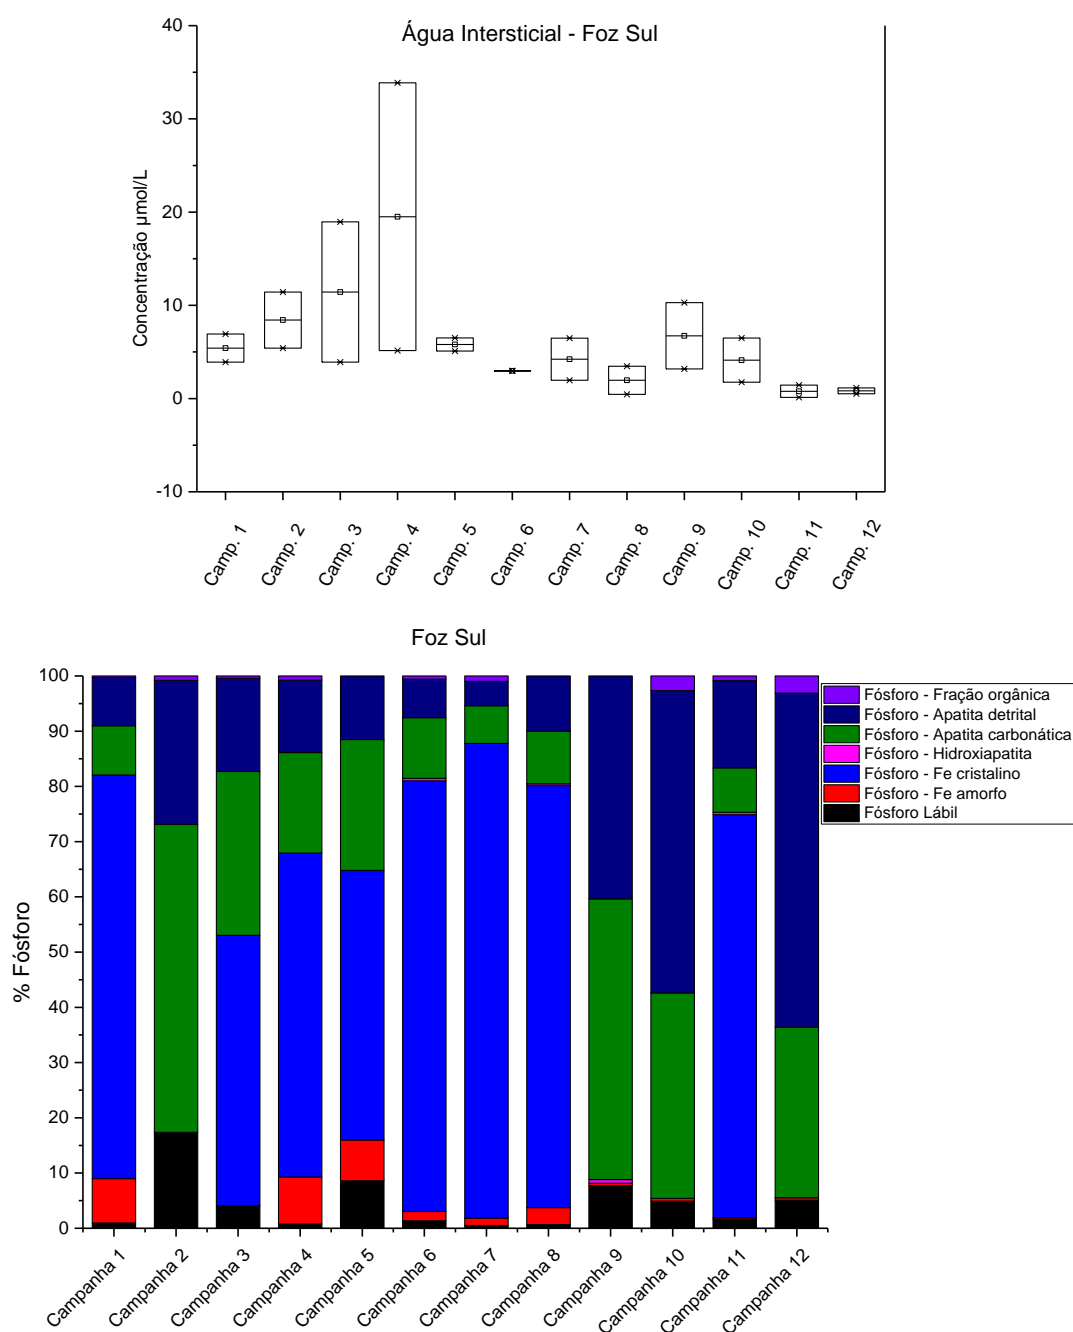 Água Intersticial - Foz Sul
Concentração µmol/L
40
30
20
10
0
-10
Camp. 1
Camp. 2
Camp. 3
Camp. 4
Camp. 5
Camp. 6
Camp. 7
Camp. 8
Camp. 9
Camp. 10
Camp. 11
Camp. 12
Foz Sul
% Fósforo
100
90
80
70
60
50
40
30
20
10
0
Fósforo - Fração orgânica
Fósforo - Apatita detrital
Fósforo - Apatita carbonática
Fósforo - Hidroxiapatita
Fósforo - Fe cristalino
Fósforo - Fe amorfo
Fósforo Lábil
Campanha 1
Campanha 2
Campanha 3
Campanha 4
Campanha 5
Campanha 6
Campanha 7
Campanha 8
Campanha 9
Campanha 10
Campanha 11
Campanha 12